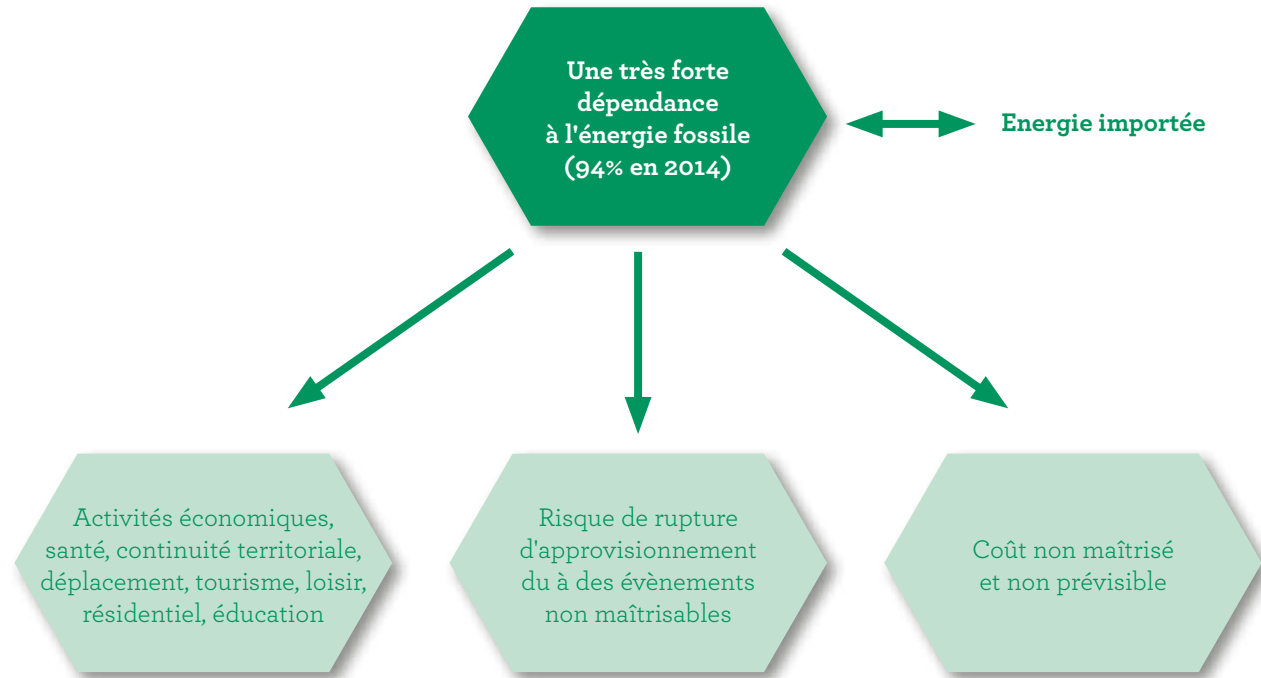 Une très forte
dépendance
à l'énergie fossile
(94% en 2014)
Energie importée
Activités économiques,
santé, continuité territoriale,
déplacement, tourisme, loisir,
résidentiel, éducation
Risque de rupture
d'approvisionnement
du à des évènements
non maîtrisables
Coût non maîtrisé
et non prévisible